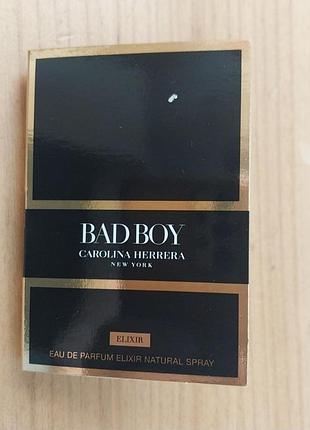 BAD BOY
CAROLINA HERRERA
NEW YORK
ELIXIR
EAU DE PARFUM ELIXIR NATURAL SPRAY